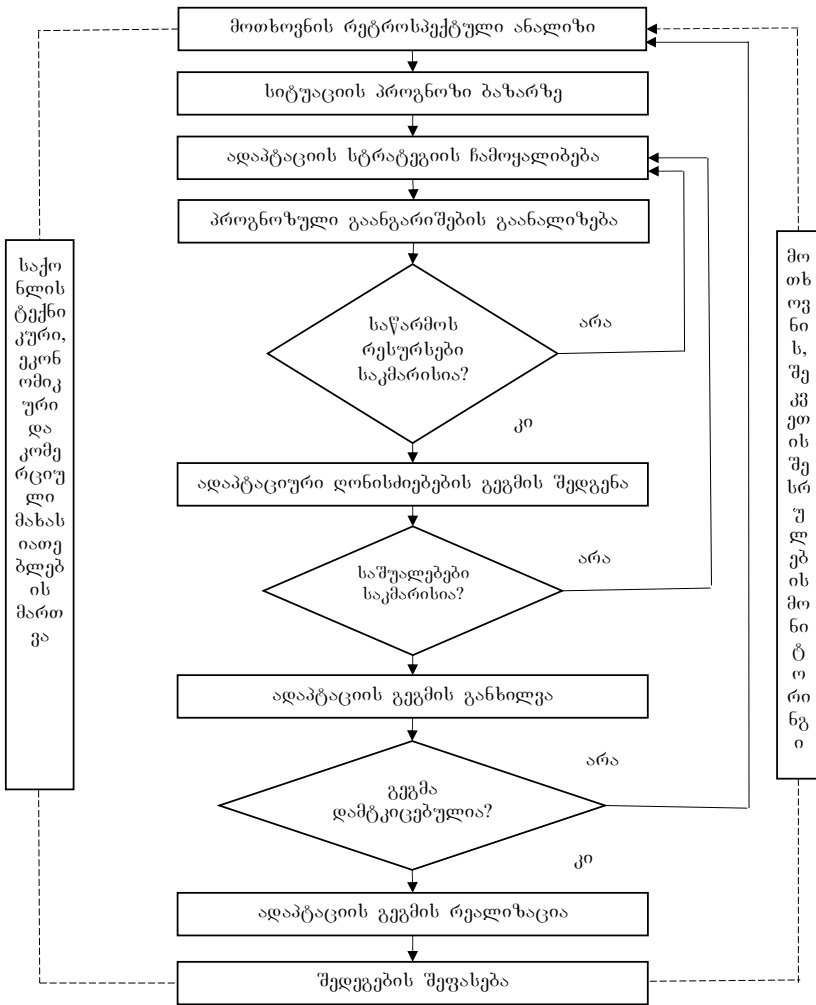 მოთხოვნის რეტროსპექტული ანალიზი
სიტუაციის პროგნოზი ბაზარზე
ადაპტაციის სტრატეგიის ჩამოყალიბება
პროგნოზული გაანგარიშების გაანალიზება
საწარმოს
რესურსები
საკმარისია?
არა
კი
ადაპტაციური ღონისძიებების გეგმის შედგენა
საშუალებები
საკმარისია?
არა
ადაპტაციის გეგმის განხილვა
გეგმა
დამტკიცებულია?
არა
კი
ადაპტაციის გეგმის რეალიზაცია
შედეგების შეფასება
საქო
ნლის
ტექნი
კური,
ეკონ
ომიკ
ური
და
კომე
რციუ
ლი
მახას
იათე
ბლებ
ის
მართ
ვა
მო
თხ
ოვ
ნი
ს,
შე
კვ
ეთ
ის
შე
სრ
უ
ლ
ებ
ის
მო
ნი
ტ
ო
რი
ნგ
ი